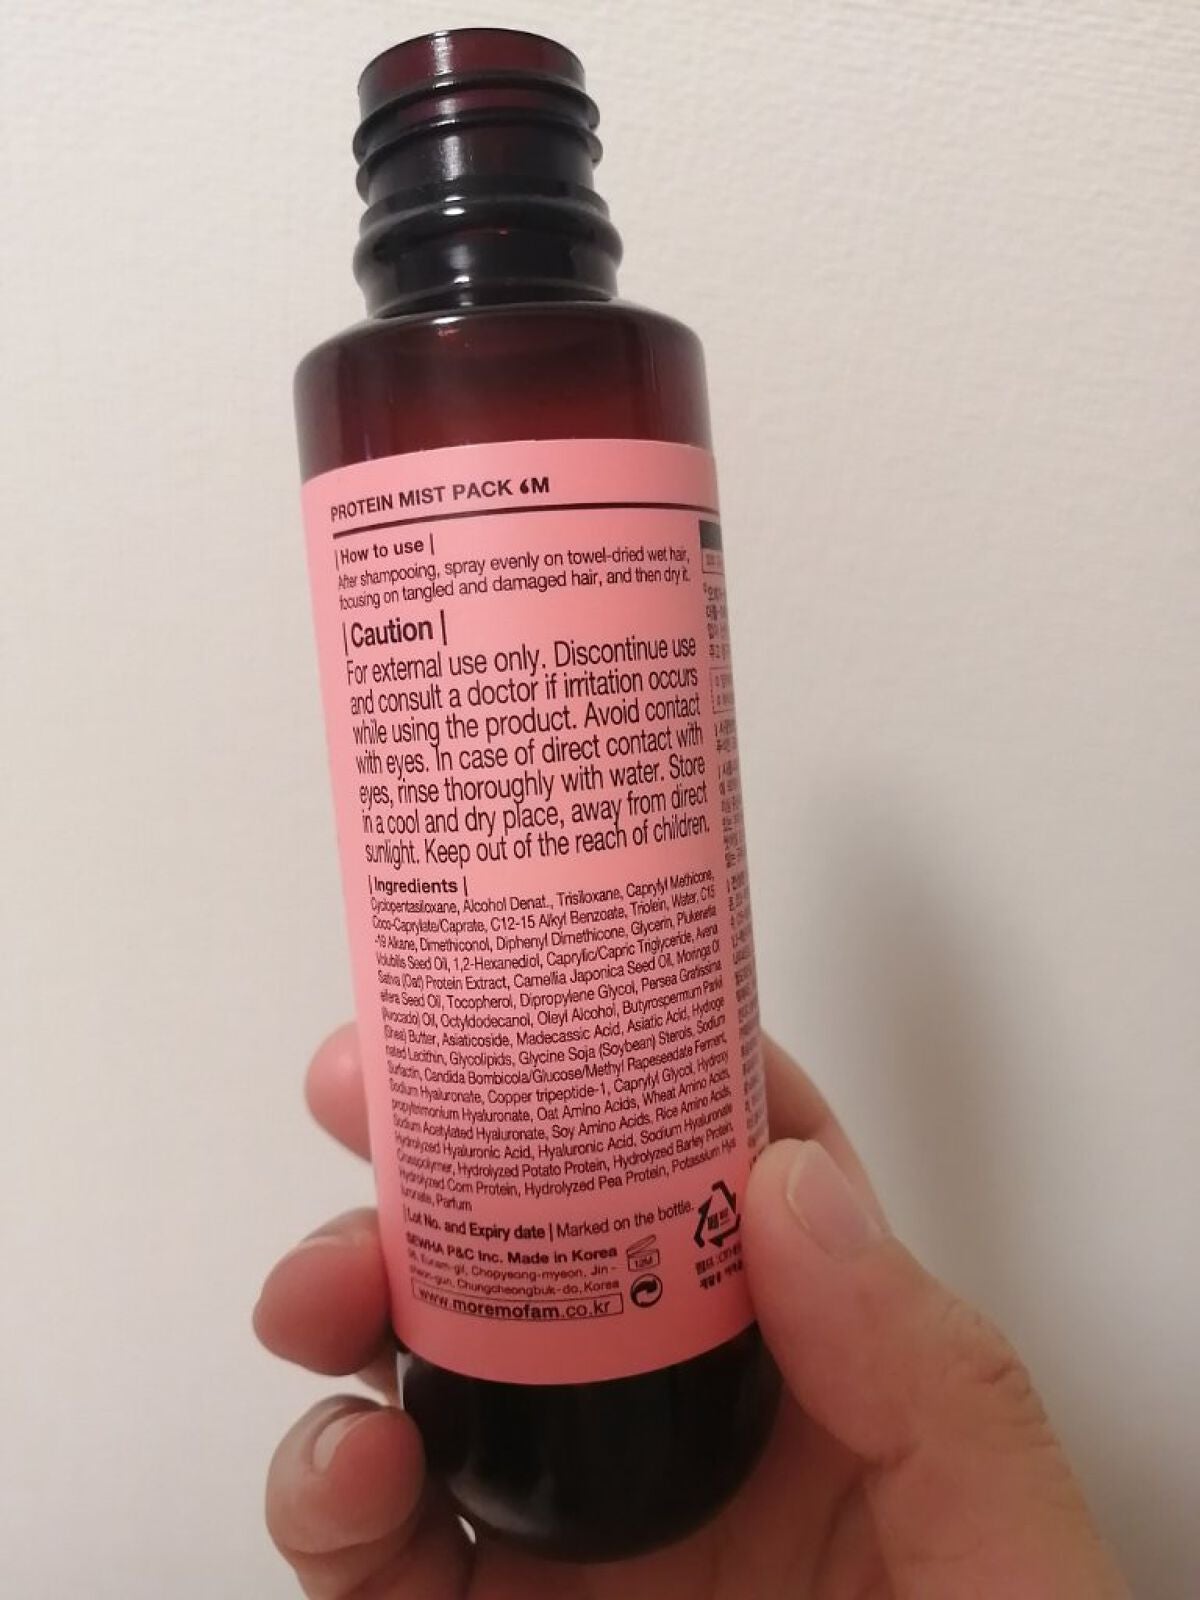 PROTEIN MIST PACK 6M
| How to use |
After shampooing, spray evenly on towel-dried wet hair,
focusing on tangled and damaged hair, and then dry it.
| Caution |
For external use only. Discontinue use
and consult a doctor if irritation occurs
while using the product. Avoid contact
with eyes. In case of direct contact with
eyes, rinse thoroughly with water. Store
in a cool and dry place, away from direct
sunlight. Keep out of the reach of children.
| Ingredients |
Cyclopentasiloxane, Alcohol Denat., Trisiloxane, Caprylyl Methicone,
Coco-Caprylate/Caprate, C12-15 Alkyl Benzoate, Triolein, Water, C15
-19 Alkane, Dimethiconol, Diphenyl Dimethicone, Glycerin, Plukenetia
Volubilis Seed Oil, 1,2-Hexanediol, Caprylic/Capric Triglyceride, Avena
Sativa (Oat) Protein Extract, Camellia Japonica Seed Oil, Moringa Ol
eifera Seed Oil, Tocopherol, Dipropylene Glycol, Persea Gratissima
(Avocado) Oil, Octyldodecanol, Oleyl Alcohol, Butyrospermum Parkii
(Shea) Butter, Asiaticoside, Madecassic Acid, Asiatic Acid, Hydroge
nated Lecithin, Glycolipids, Glycine Soja (Soybean) Sterols, Sodium
Surfactin, Candida Bombicola/Glucose/Methyl Rapeseedate Ferment,
Sodium Hyaluronate, Copper tripeptide-1, Caprylyl Glycol, Hydroxy
propyltrimonium Hyaluronate, Oat Amino Acids, Wheat Amino Acids,
Sodium Acetylated Hyaluronate, Soy Amino Acids, Rice Amino Acids,
Hydrolyzed Hyaluronic Acid, Hyaluronic Acid, Sodium Hyaluronate
Crosspolymer, Hydrolyzed Potato Protein, Hydrolyzed Barley Protein,
Hydrolyzed Corn Protein, Hydrolyzed Pea Protein, Potassium Hya
luronate, Parfum
| Lot No. and Expiry date | Marked on the bottle.
SEWHA P&C Inc. Made in Korea
Euram-gil, Chopyeong-myeon, Jin-
cheon-gun, Chungcheongbuk-do, Korea
www.moremofam.co.kr
12M